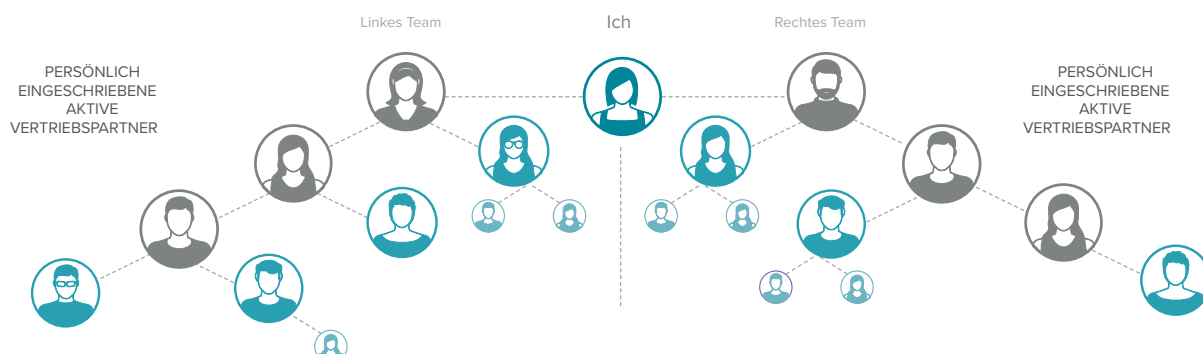 Linkes Team
Ich
Rechtes Team
PERSÖNLICH
EINGESCHRIEBENE
AKTIVE
VERTRIEBSPARTNER
PERSÖNLICH
EINGESCHRIEBENE
AKTIVE
VERTRIEBSPARTNER